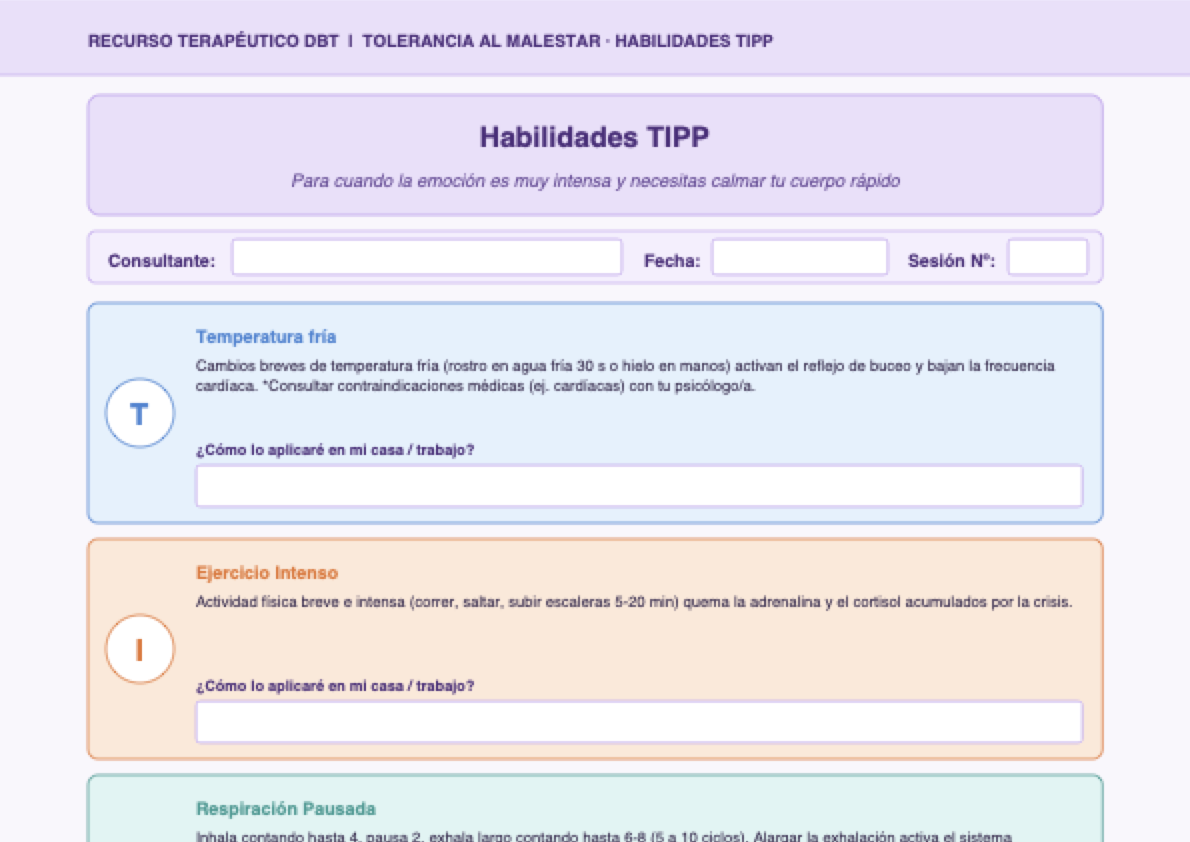 RECURSO TERAPÉUTICO DBT | TOLERANCIA AL MALESTAR · HABILIDADES TIPP
Habilidades TIPP
Para cuando la emoción es muy intensa y necesitas calmar tu cuerpo rápido
Consultante: Fecha: Sesión Nº:
Temperatura fría
Cambios breves de temperatura fría (rostro en agua fría 30 s o hielo en manos) activan el reflejo de buceo y bajan la frecuencia
cardíaca. *Consultar contraindicaciones médicas (ej. cardíacas) con tu psicólogo/a.
T
¿Cómo lo aplicaré en mi casa / trabajo?
Ejercicio Intenso
Actividad física breve e intensa (correr, saltar, subir escaleras 5-20 min) quema la adrenalina y el cortisol acumulados por la crisis.
I
¿Cómo lo aplicaré en mi casa / trabajo?
Respiración Pausada
Inhala contando hasta 4, pausa 2, exhala largo contando hasta 6-8 (5 a 10 ciclos). Alargar la exhalación activa el sistema